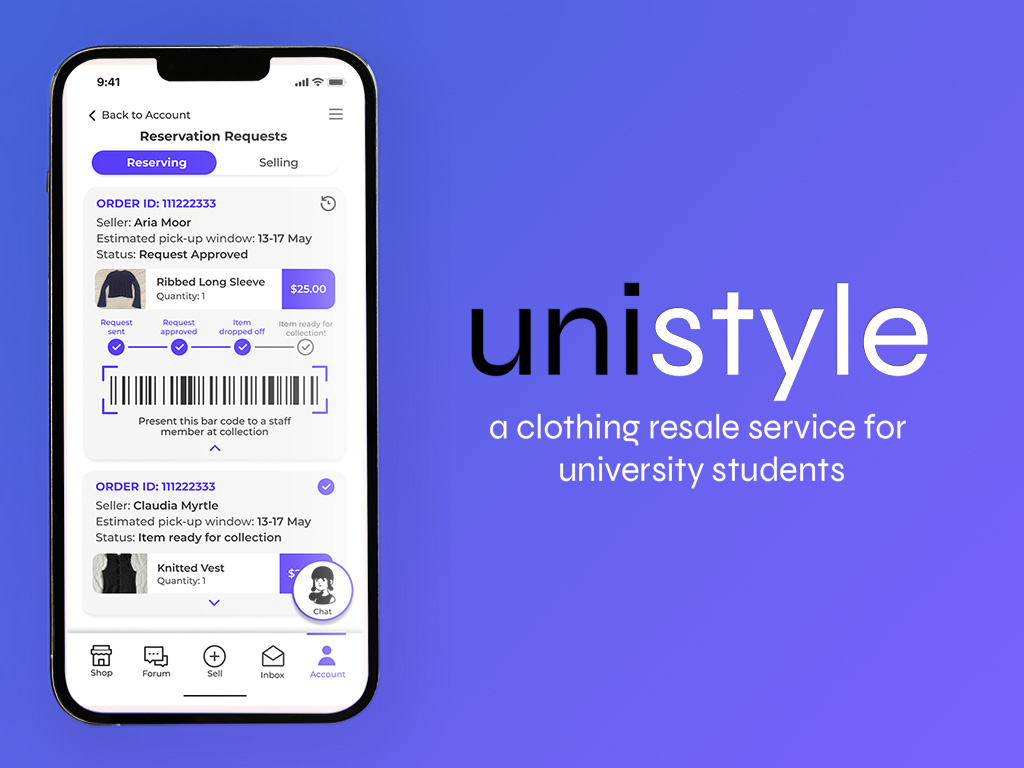 9:41
Back to Account
Reservation Requests
Reserving
Selling
ORDER ID: 111222333
Seller: Aria Moor
Estimated pick-up window: 13-17 May
Status: Request Approved
Ribbed Long Sleeve
Quantity: 1
$25.00
Request
sent
Request
approved
Item
dropped off
Item ready for
collection!
Present this bar code to a staff
member at collection
ORDER ID: 111222333
Seller: Claudia Myrtle
Estimated pick-up window: 13-17 May
Status: Item ready for collection
Knitted Vest
Quantity: 1
Chat
Shop
Forum
Sell
Inbox
Account
unistyle
a clothing resale service for
university students